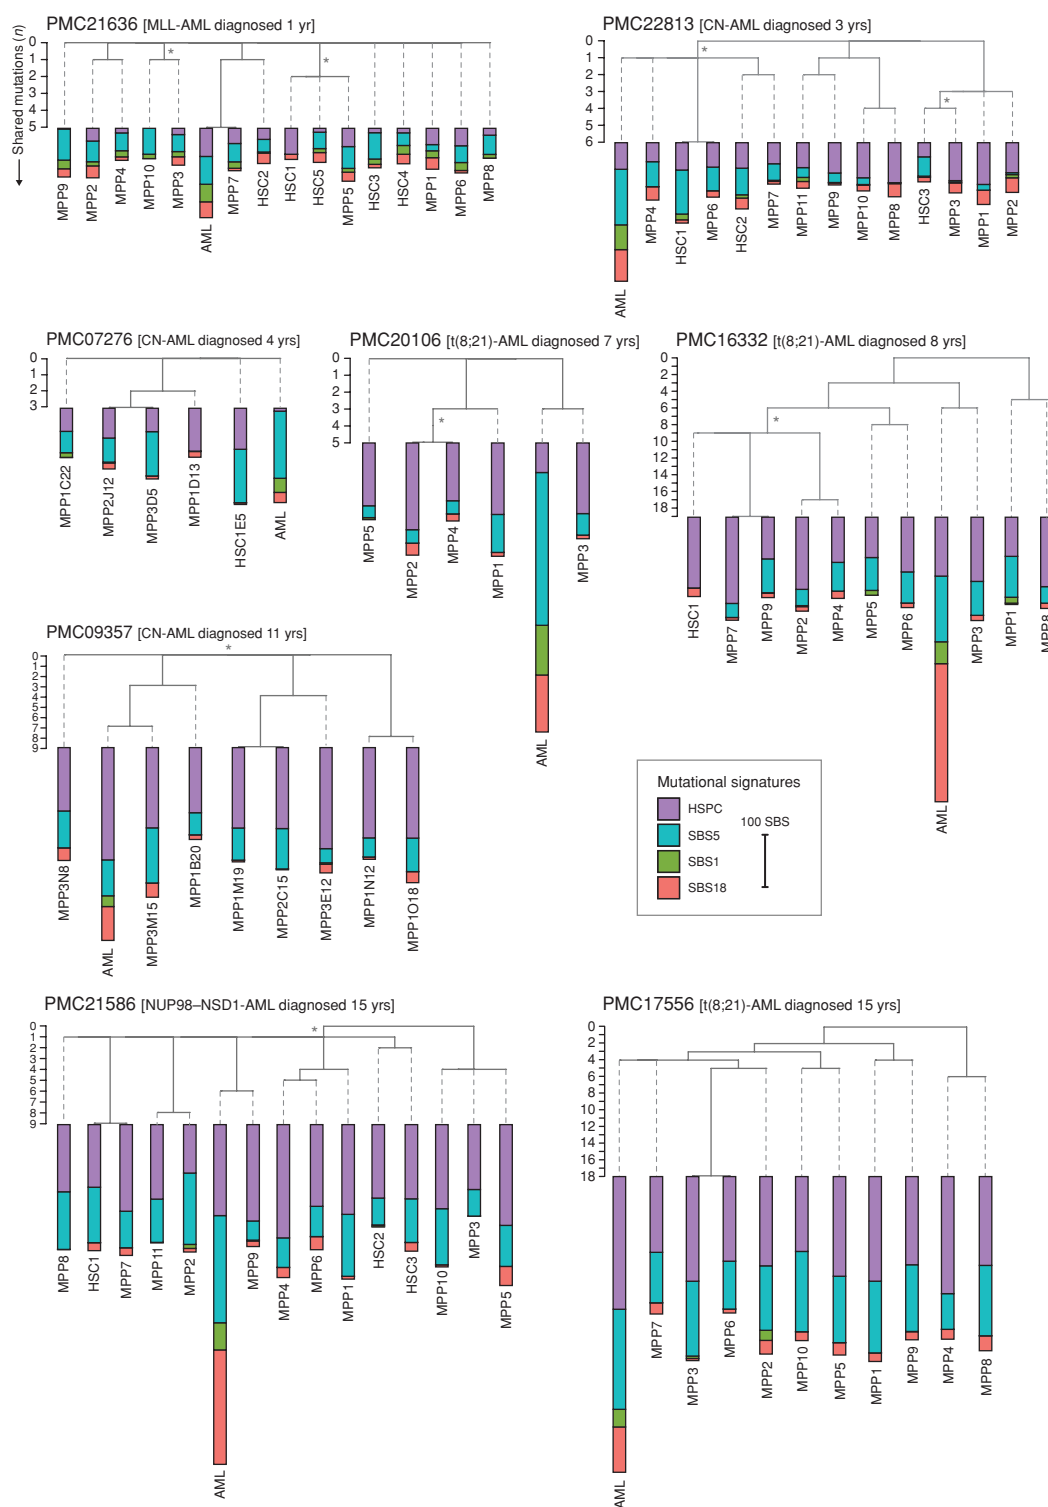 PMC21636 [MLL-AML diagnosed 1 yr]
Shared mutations (n)
0
1
2
3
4
5
*
*
MPP9
MPP2
MPP4
MPP10
MPP3
AML
MPP7
HSC2
HSC1
HSC5
MPP5
HSC3
HSC4
MPP1
MPP6
MPP8
PMC22813 [CN-AML diagnosed 3 yrs]
0
1
2
3
4
5
6
*
*
AML
MPP4
HSC1
MPP6
HSC2
MPP7
MPP11
MPP9
MPP10
MPP8
HSC3
MPP3
MPP1
MPP2
PMC07276 [CN-AML diagnosed 4 yrs]
0
1
2
3
MPP1C22
MPP2J12
MPP3D5
MPP1D13
HSC1E5
AML
PMC20106 [t(8;21)-AML diagnosed 7 yrs]
0
1
2
3
4
5
*
MPP5
MPP2
MPP4
MPP1
AML
MPP3
PMC16332 [t(8;21)-AML diagnosed 8 yrs]
0
2
4
6
8
10
12
14
16
18
*
HSC1
MPP7
MPP9
MPP2
MPP4
MPP5
MPP6
AML
MPP3
MPP1
MPP8
PMC09357 [CN-AML diagnosed 11 yrs]
0
1
2
3
4
5
6
7
8
9
*
MPP3N8
AML
MPP3M15
MPP1B20
MPP1M19
MPP2C15
MPP3E12
MPP1N12
MPP1O18
Mutational signatures
HSPC
SBS5
SBS1
SBS18
100 SBS
PMC21586 [NUP98–NSD1-AML diagnosed 15 yrs]
0
1
2
3
4
5
6
7
8
9
*
MPP8
HSC1
MPP7
MPP11
MPP2
AML
MPP9
MPP4
MPP6
MPP1
HSC2
HSC3
MPP10
MPP3
MPP5
PMC17556 [t(8;21)-AML diagnosed 15 yrs]
0
2
4
6
8
10
12
14
16
18
AML
MPP7
MPP3
MPP6
MPP2
MPP10
MPP5
MPP1
MPP9
MPP4
MPP8